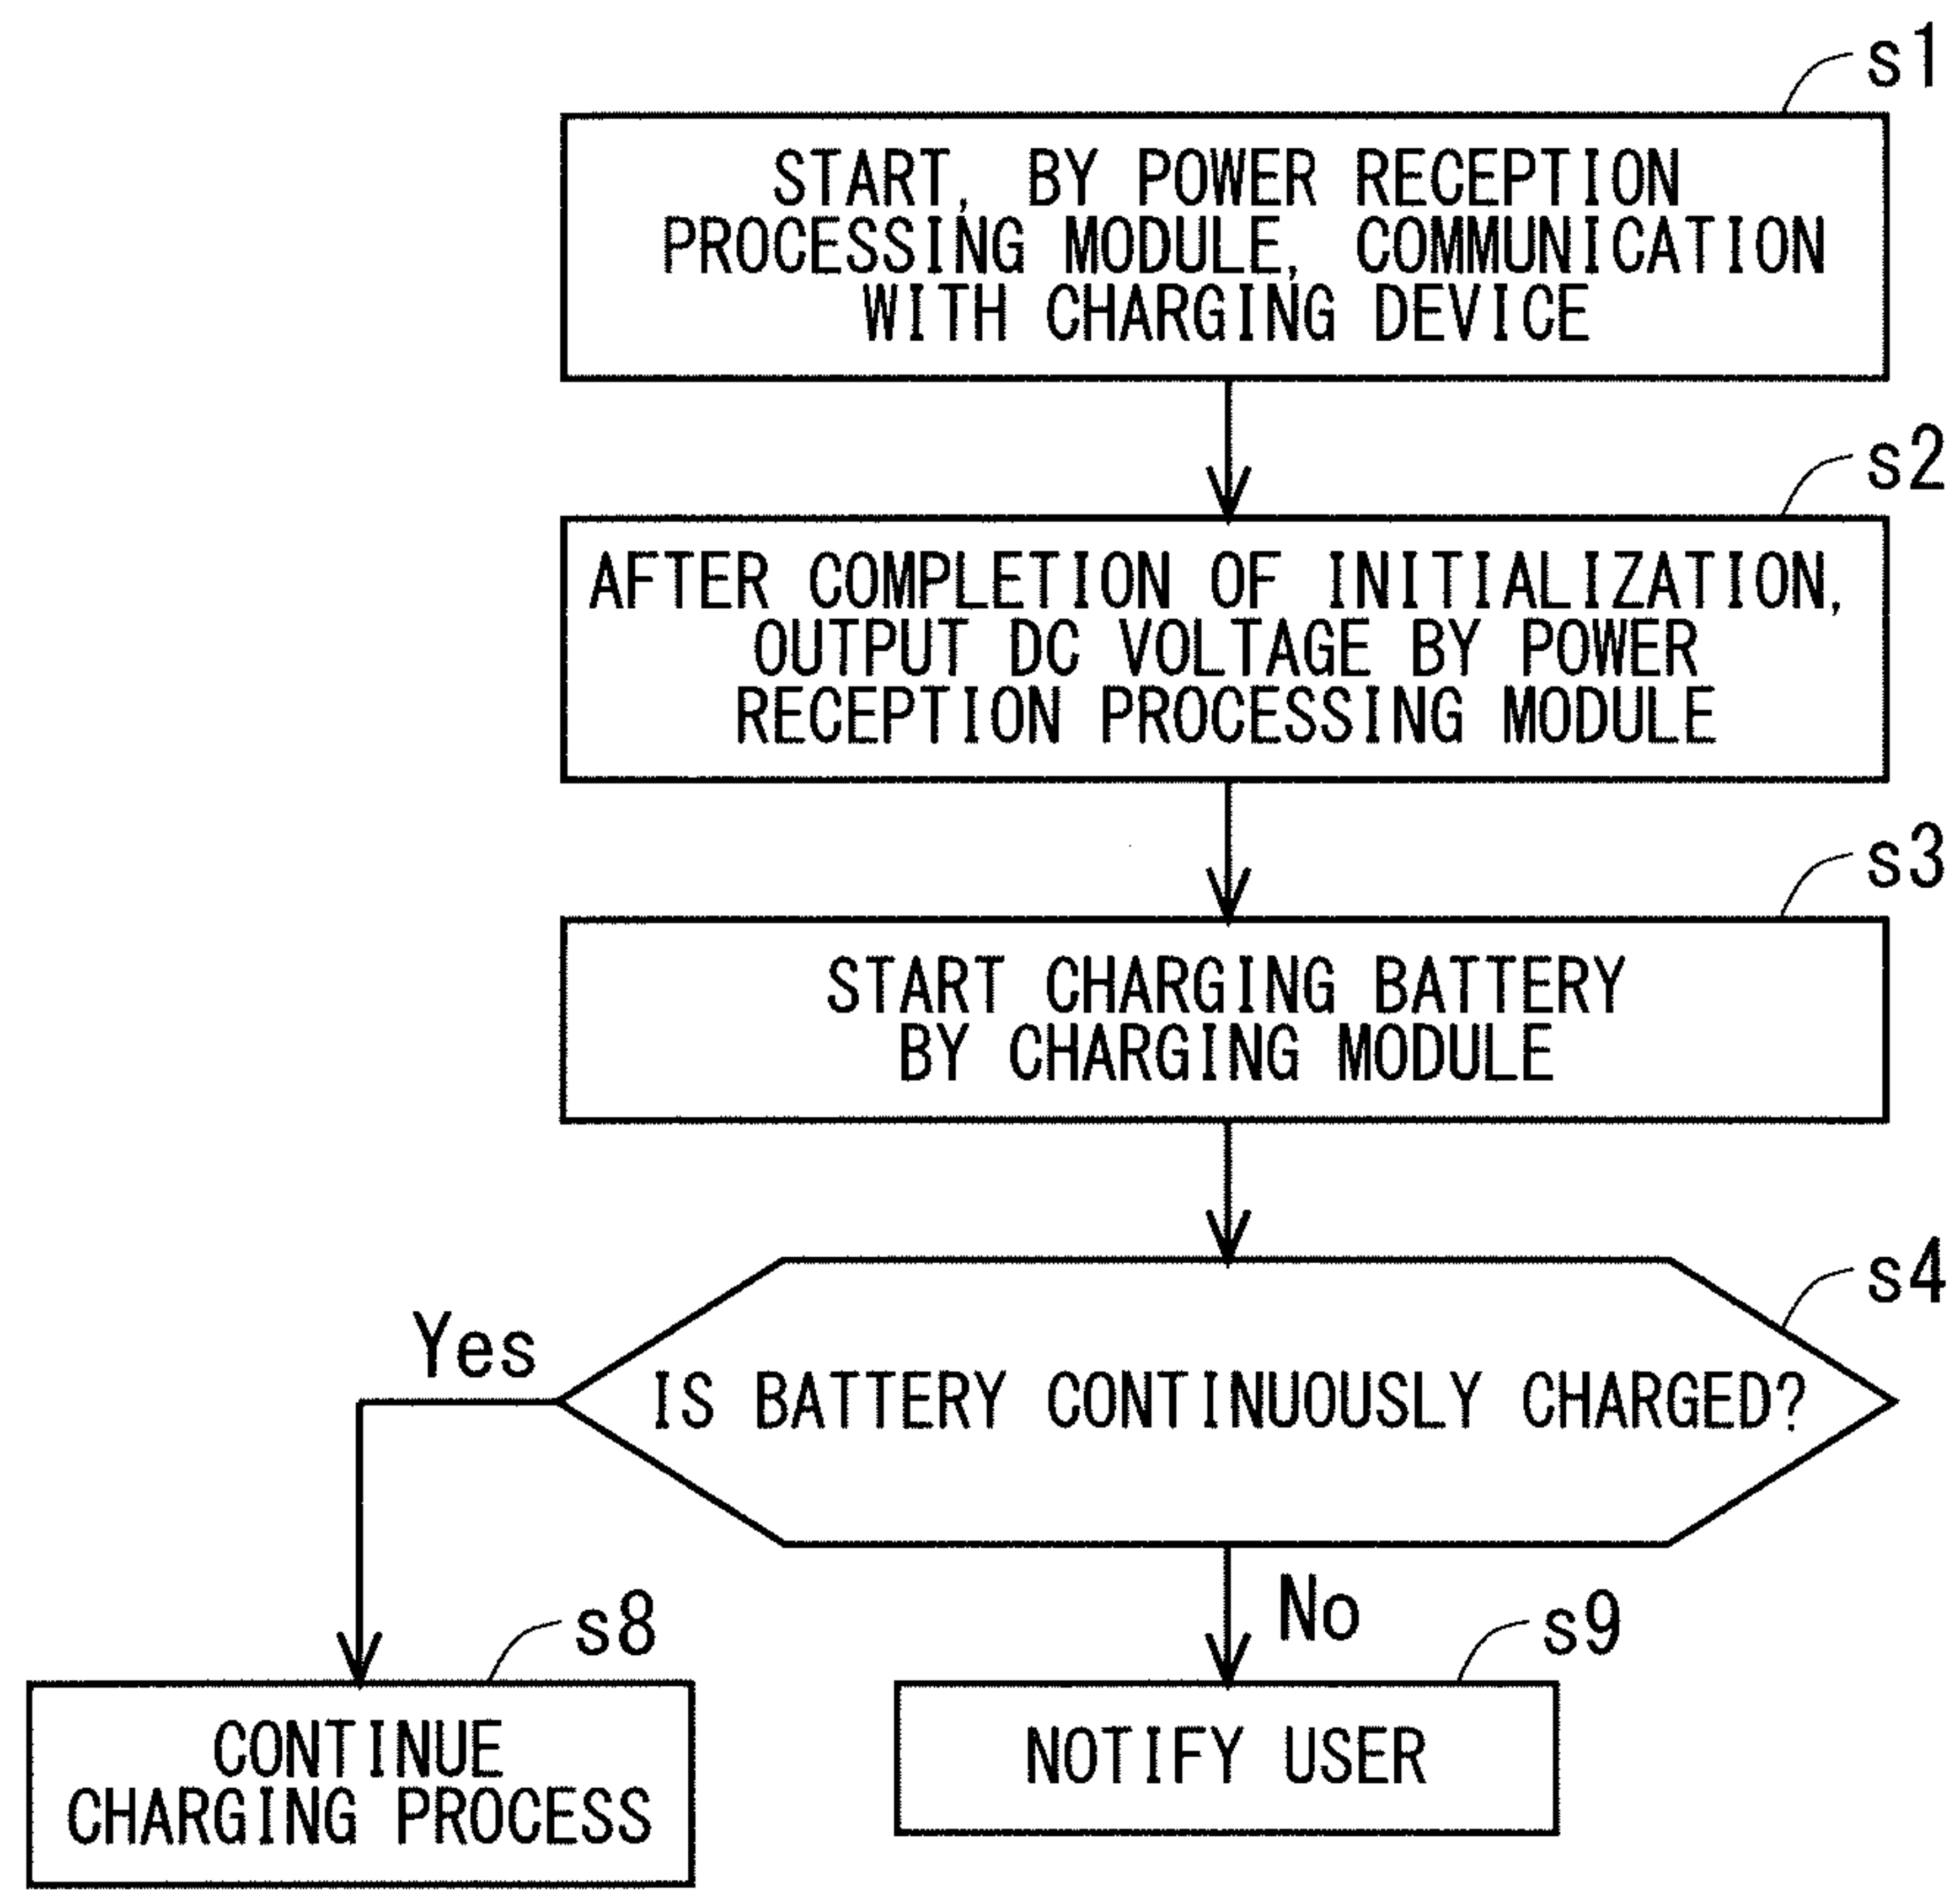 s1
START, BY POWER RECEPTION
PROCESSING MODULE, COMMUNICATION
WITH CHARGING DEVICE
s2
AFTER COMPLETION OF INITIALIZATION,
OUTPUT DC VOLTAGE BY POWER
RECEPTION PROCESSING MODULE
s3
START CHARGING BATTERY
BY CHARGING MODULE
s4
IS BATTERY CONTINUOUSLY CHARGED?
Yes
No
s8
CONTINUE
CHARGING PROCESS
s9
NOTIFY USER